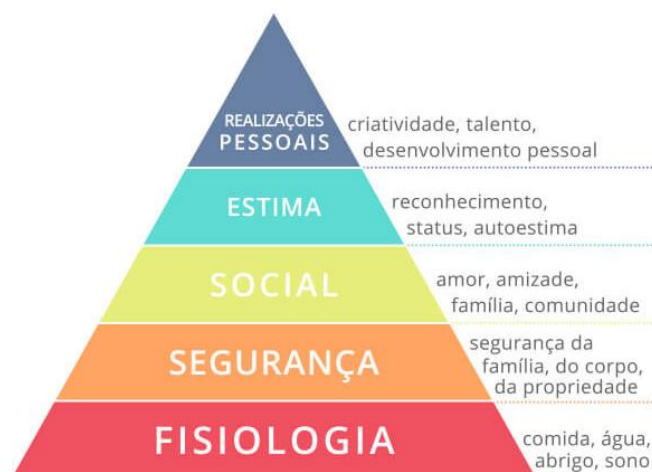 REALIZAÇÕES
PESSOAIS
criatividade, talento,
desenvolvimento pessoal
ESTIMA
reconhecimento,
status, autoestima
SOCIAL
amor, amizade,
família, comunidade
SEGURANÇA
segurança da
família, do corpo,
da propriedade
FISIOLOGIA
comida, água,
abrigo, sono